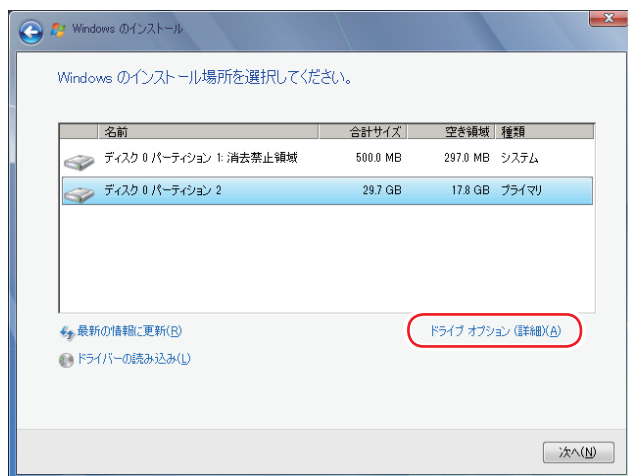 Windows のインストール
Windows のインストール場所を選択してください。
名前 合計サイズ 空き領域 種類
ディスク 0 パーティション 1: 消去禁止領域 500.0 MB 297.0 MB システム
ディスク 0 パーティション 2 29.7 GB 17.8 GB プライマリ
最新の情報に更新(R) ドライブ オプション (詳細)(A)
ドライバーの読み込み(L)
次へ(N)